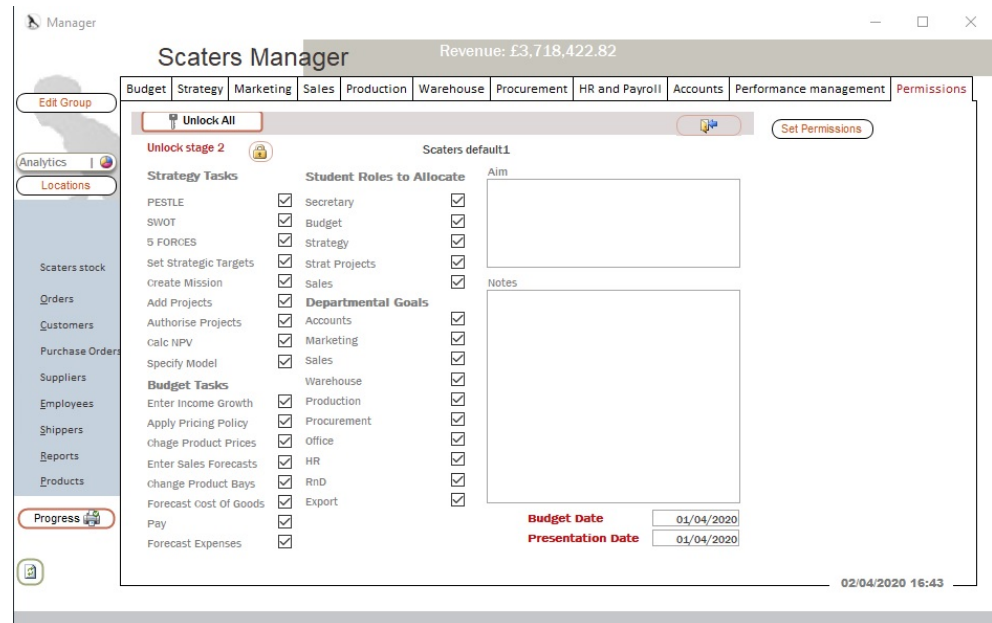 Manager
Scaters Manager
Revenue: £3,718,422.82
Budget Strategy Marketing Sales Production Warehouse Procurement HR and Payroll Accounts Performance management Permissions
Edit Group
Analytics
Locations
Scaters stock
Orders
Customers
Purchase Orders
Suppliers
Employees
Shippers
Reports
Products
Progress
Unlock All
Set Permissions
Unlock stage 2
Scaters default1
Strategy Tasks
PESTLE
SWOT
5 FORCES
Set Strategic Targets
Create Mission
Add Projects
Authorise Projects
Calc NPV
Specify Model
Budget Tasks
Enter Income Growth
Apply Pricing Policy
Chage Product Prices
Enter Sales Forecasts
Change Product Bays
Forecast Cost Of Goods
Pay
Forecast Expenses
Student Roles to Allocate
Secretary
Budget
Strategy
Strat Projects
Sales
Departmental Goals
Accounts
Marketing
Sales
Warehouse
Production
Procurement
Office
HR
RnD
Export
Aim
Notes
Budget Date 01/04/2020
Presentation Date 01/04/2020
02/04/2020 16:43